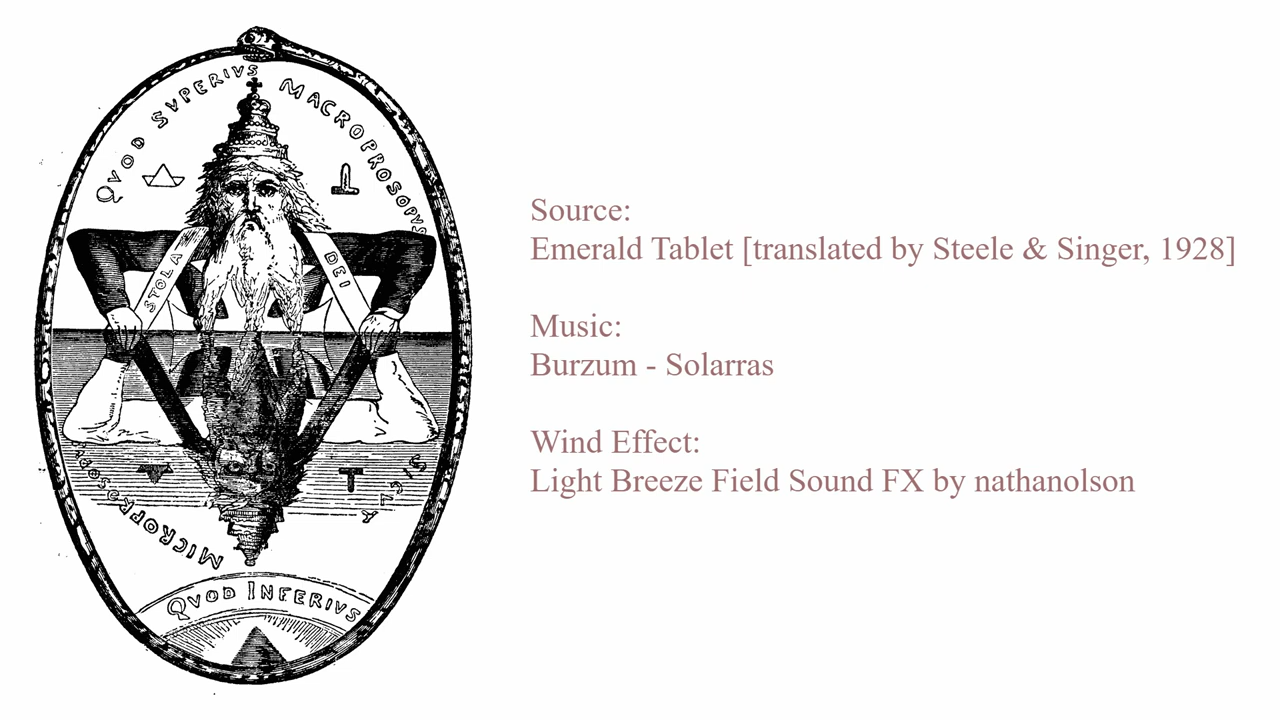 QVOD SVPERIVS
MACROPROSOPVS
STOLA
DEI
MICROPROSOPVS
QVOD INFERIVS
Source:
Emerald Tablet [translated by Steele & Singer, 1928]
Music:
Burzum - Solarras
Wind Effect:
Light Breeze Field Sound FX by nathanolson